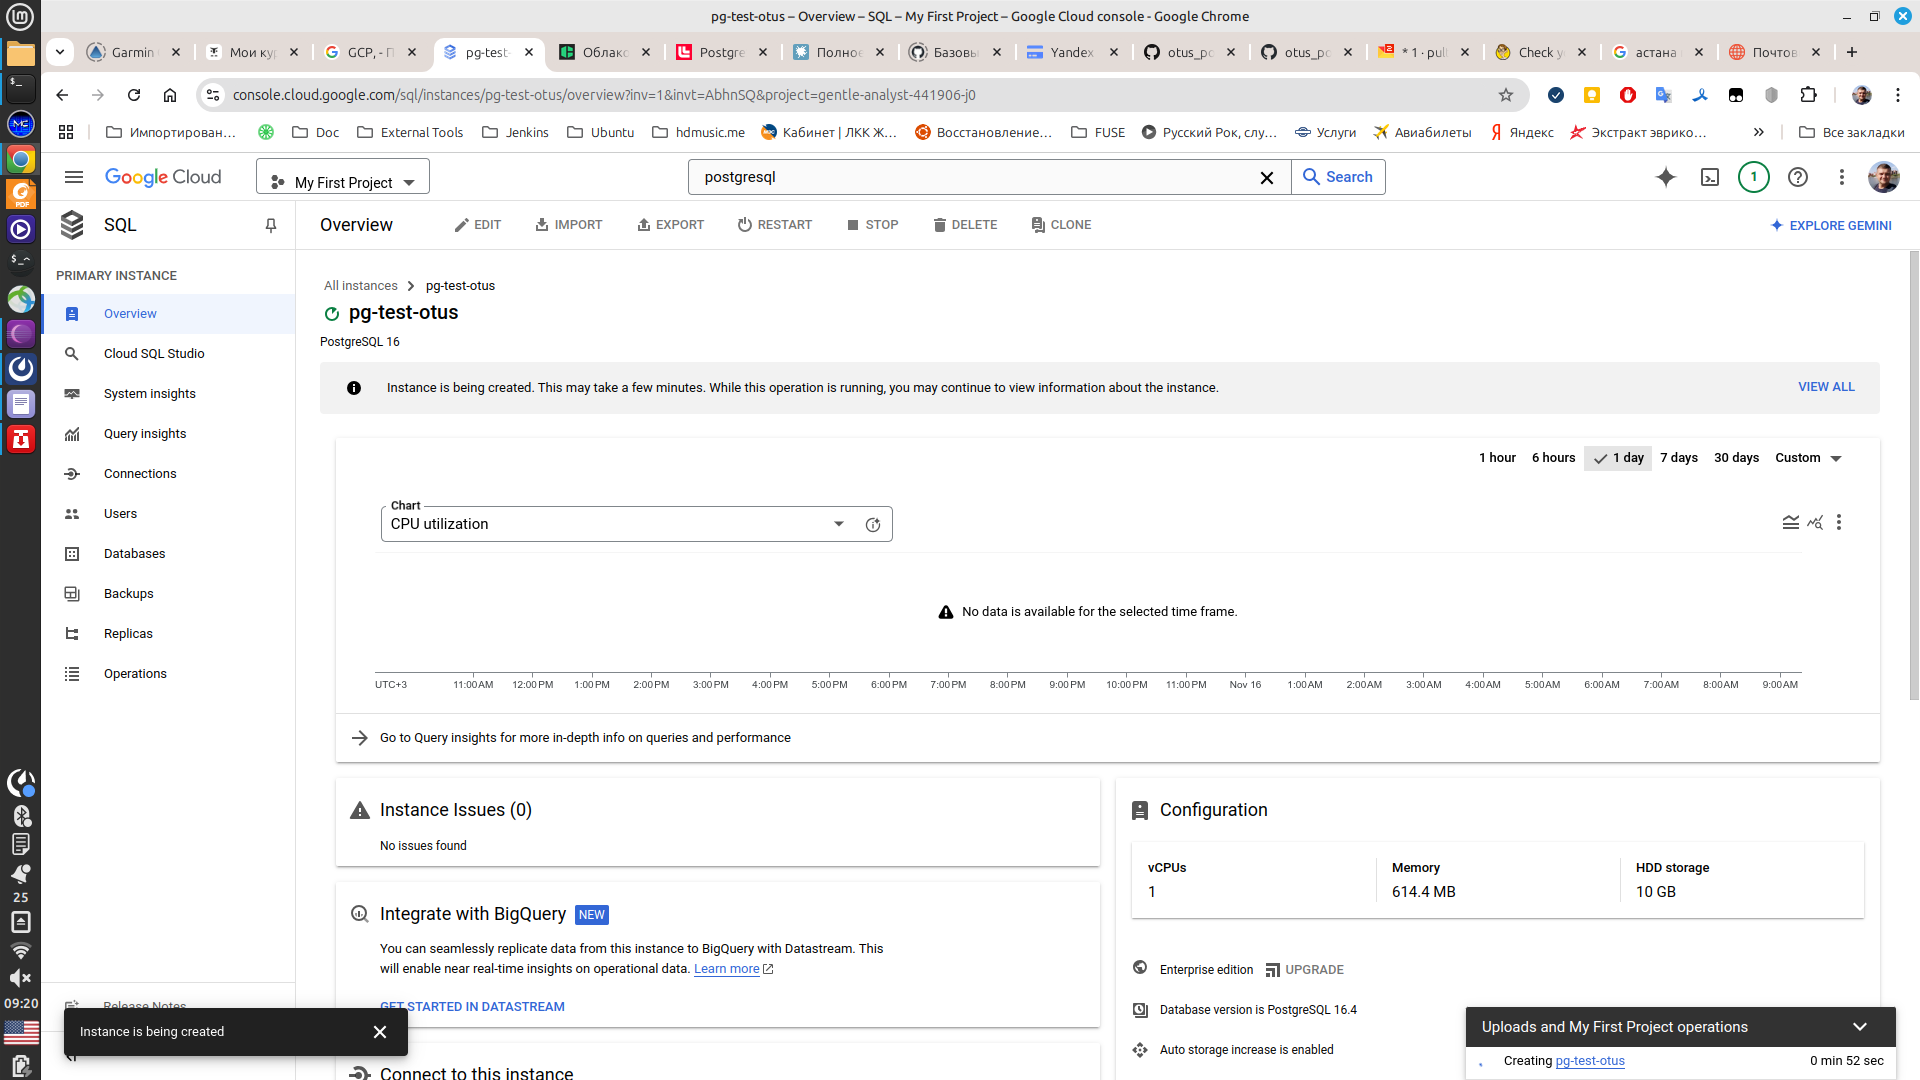 pg-test-otus – Overview – SQL – My First Project – Google Cloud console - Google Chrome
Garmin
Мои ку
GCP, - П
pg-test-
Облако
Postgre
Полное
Базовы
Yandex
otus_po
otus_po
* 1 · pull
Check y
астана
Почтов
console.cloud.google.com/sql/instances/pg-test-otus/overview?inv=1&invt=AbhnSQ&project=gentle-analyst-441906-j0
Импортирован…
Doc
External Tools
Jenkins
Ubuntu
hdmusic.me
Кабинет | ЛКК Ж…
Восстановление…
FUSE
Русский Рок, слу…
Услуги
Авиабилеты
Яндекс
Экстракт эврико…
Все закладки
Google Cloud
My First Project
postgresql
Search
1
SQL
Overview
EDIT
IMPORT
EXPORT
RESTART
STOP
DELETE
CLONE
EXPLORE GEMINI
PRIMARY INSTANCE
Overview
Cloud SQL Studio
System insights
Query insights
Connections
Users
Databases
Backups
Replicas
Operations
Release Notes
All instances
pg-test-otus
pg-test-otus
PostgreSQL 16
Instance is being created. This may take a few minutes. While this operation is running, you may continue to view information about the instance.
VIEW ALL
1 hour
6 hours
1 day
7 days
30 days
Custom
Chart
CPU utilization
No data is available for the selected time frame.
UTC+3
11:00 AM
12:00 PM
1:00 PM
2:00 PM
3:00 PM
4:00 PM
5:00 PM
6:00 PM
7:00 PM
8:00 PM
9:00 PM
10:00 PM
11:00 PM
Nov 16
1:00 AM
2:00 AM
3:00 AM
4:00 AM
5:00 AM
6:00 AM
7:00 AM
8:00 AM
9:00 AM
Go to Query insights for more in-depth info on queries and performance
Instance Issues (0)
No issues found
Integrate with BigQuery NEW
You can seamlessly replicate data from this instance to BigQuery with Datastream. This
will enable near real-time insights on operational data. Learn more
GET STARTED IN DATASTREAM
Connect to this instance
Configuration
vCPUs
1
Memory
614.4 MB
HDD storage
10 GB
Enterprise edition
UPGRADE
Database version is PostgreSQL 16.4
Auto storage increase is enabled
Instance is being created
Uploads and My First Project operations
Creating pg-test-otus
0 min 52 sec
PDF
25
09:20